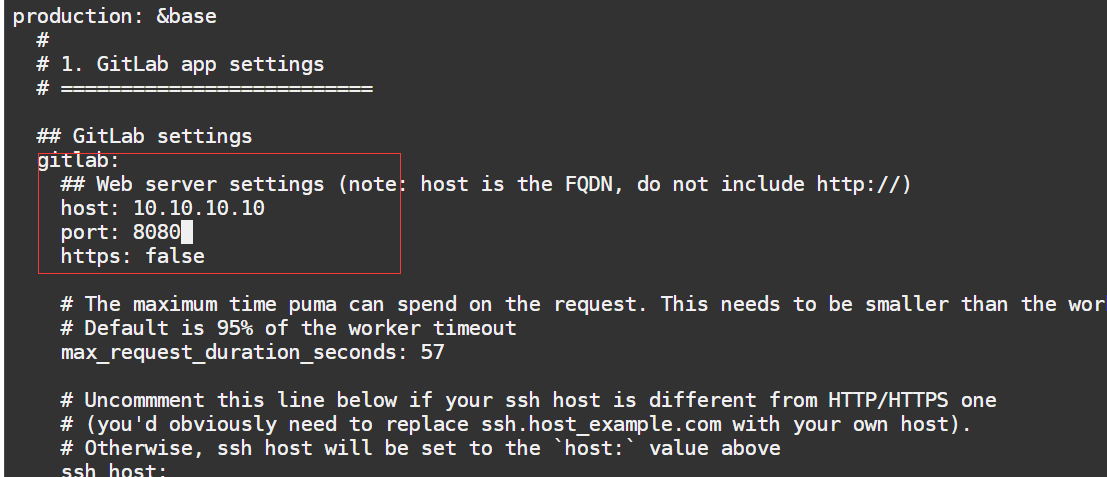 production: &base
#
# 1. GitLab app settings
# ==========================
## GitLab settings
gitlab:
## Web server settings (note: host is the FQDN, do not include http://)
host: 10.10.10.10
port: 8080
https: false
# The maximum time puma can spend on the request. This needs to be smaller than the wor
# Default is 95% of the worker timeout
max_request_duration_seconds: 57
# Uncommment this line below if your ssh host is different from HTTP/HTTPS one
# (you'd obviously need to replace ssh.host_example.com with your own host).
# Otherwise, ssh host will be set to the `host:` value above
ssh_host: